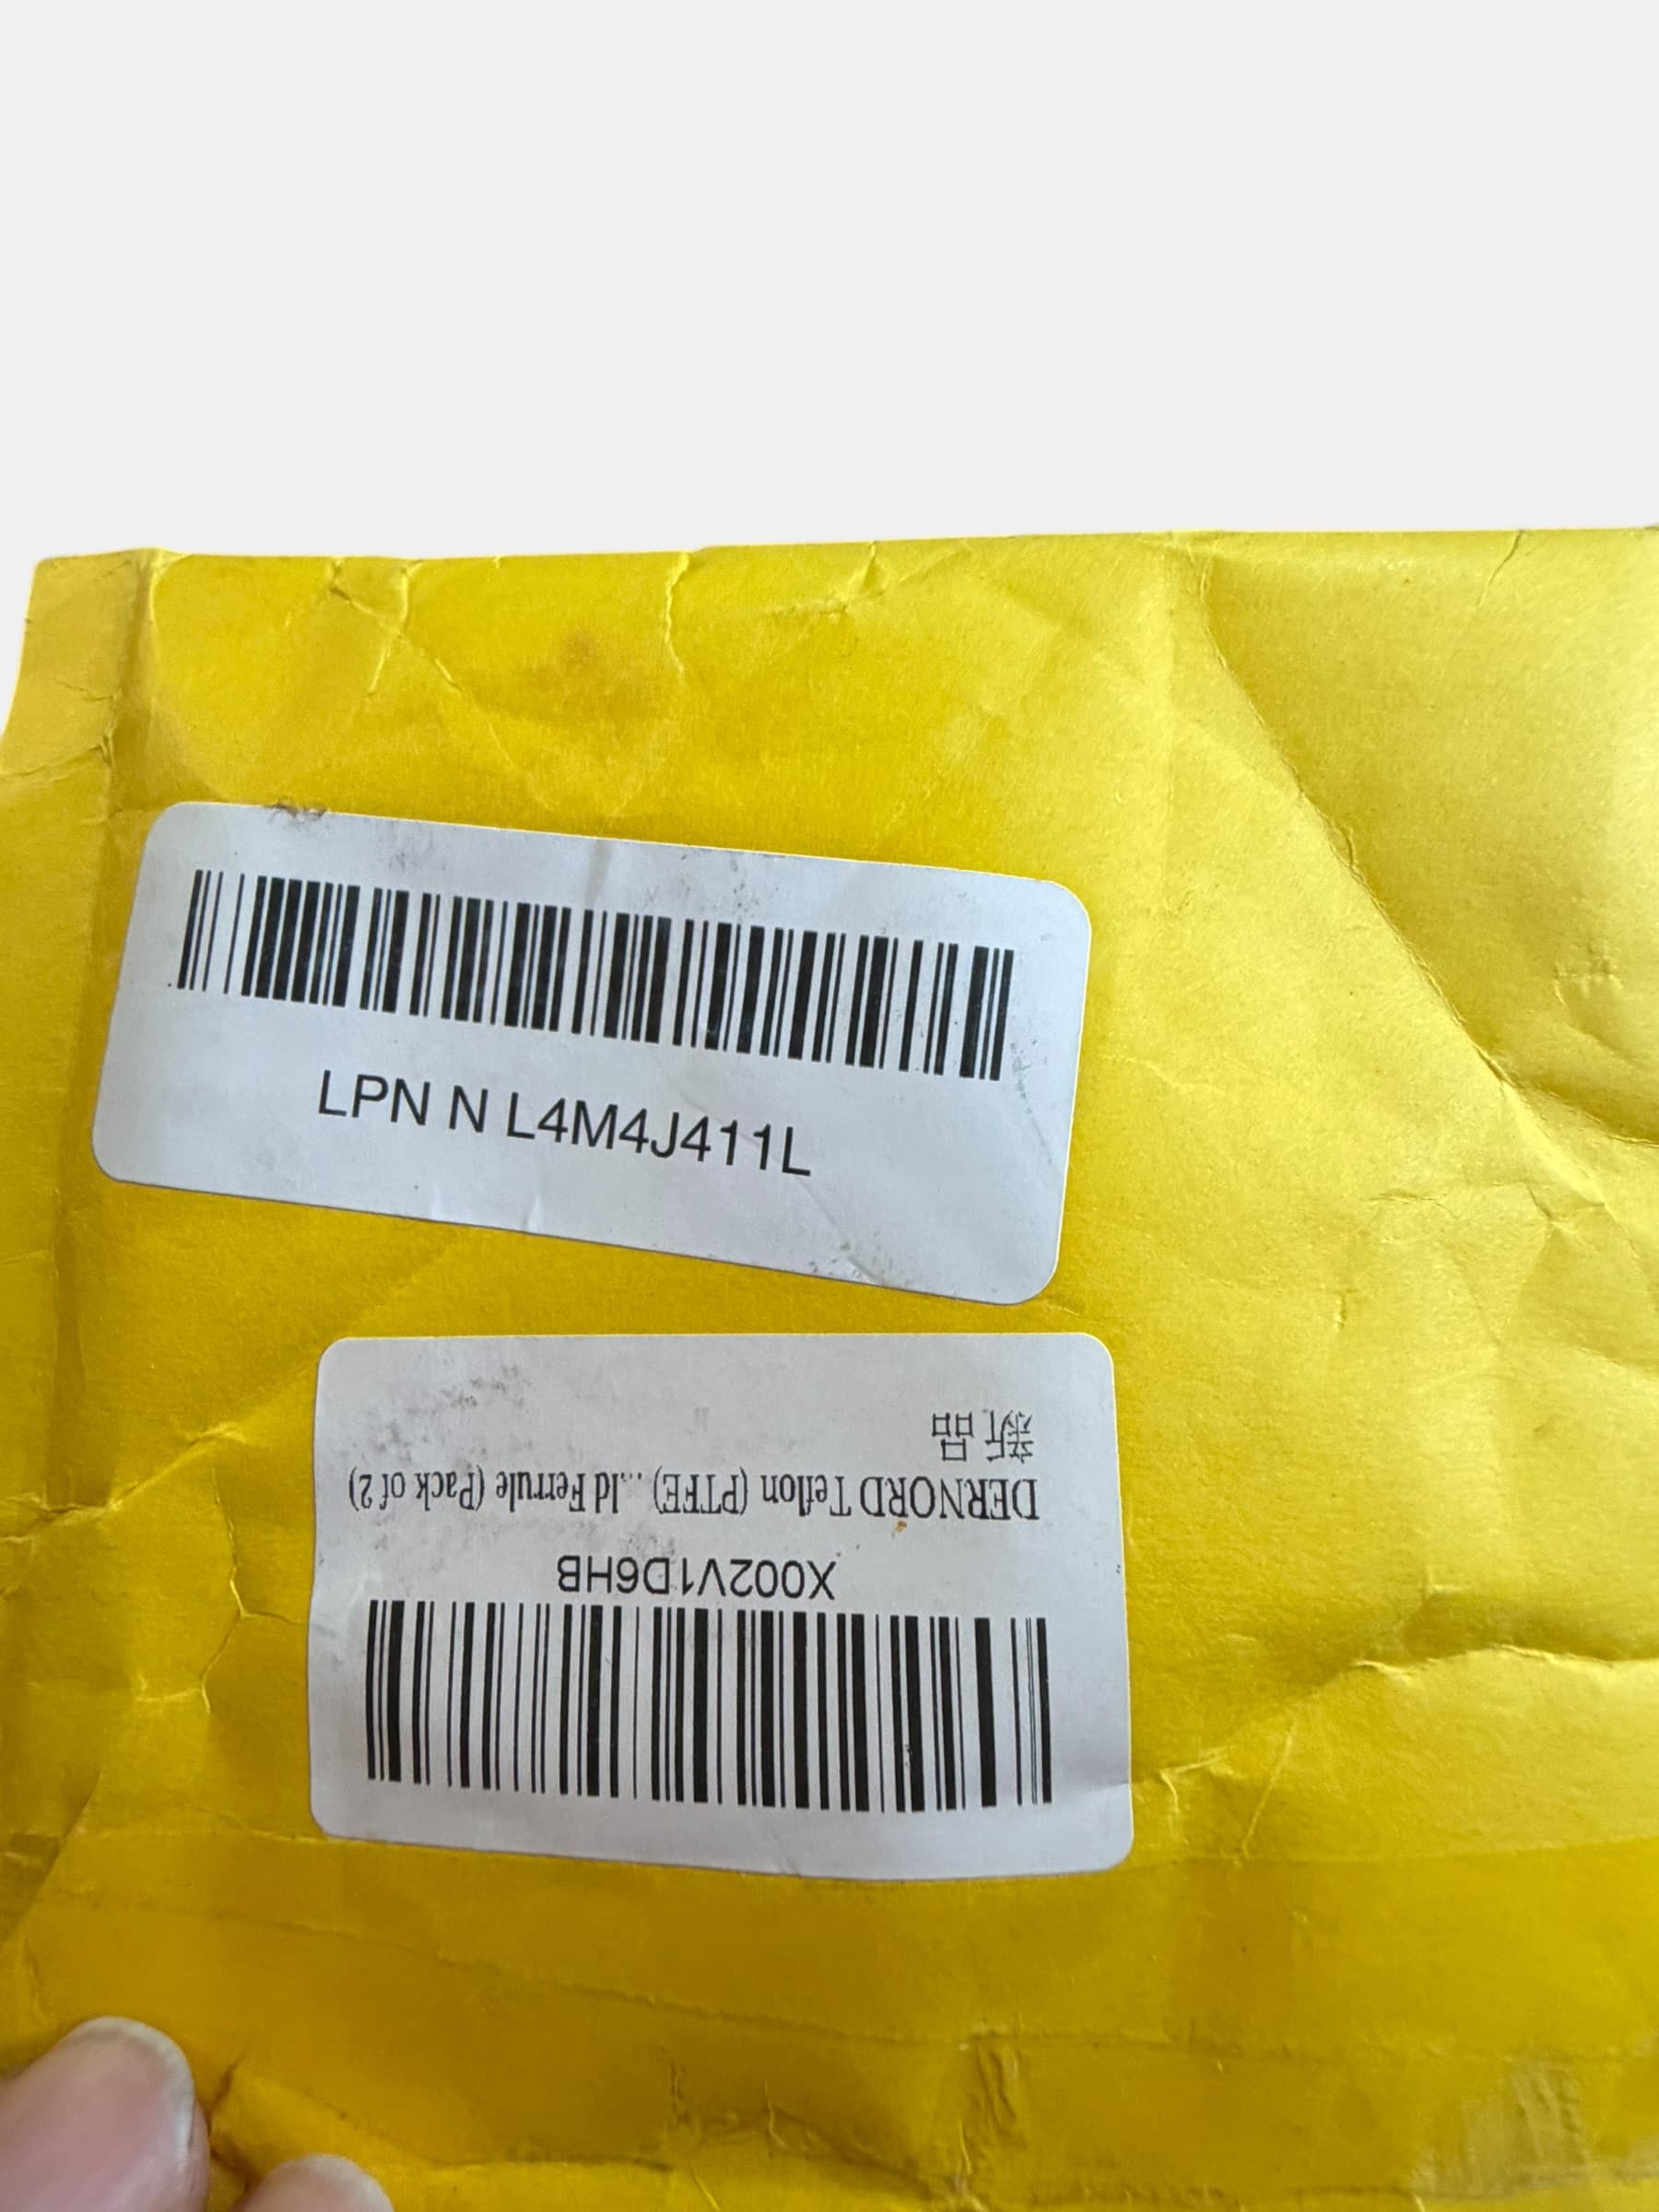 LPN N L4M4J411L
X002V1D6HB
DERNORD Teflon (PTFE) ...ld Ferrule (Pack of 2)
新品